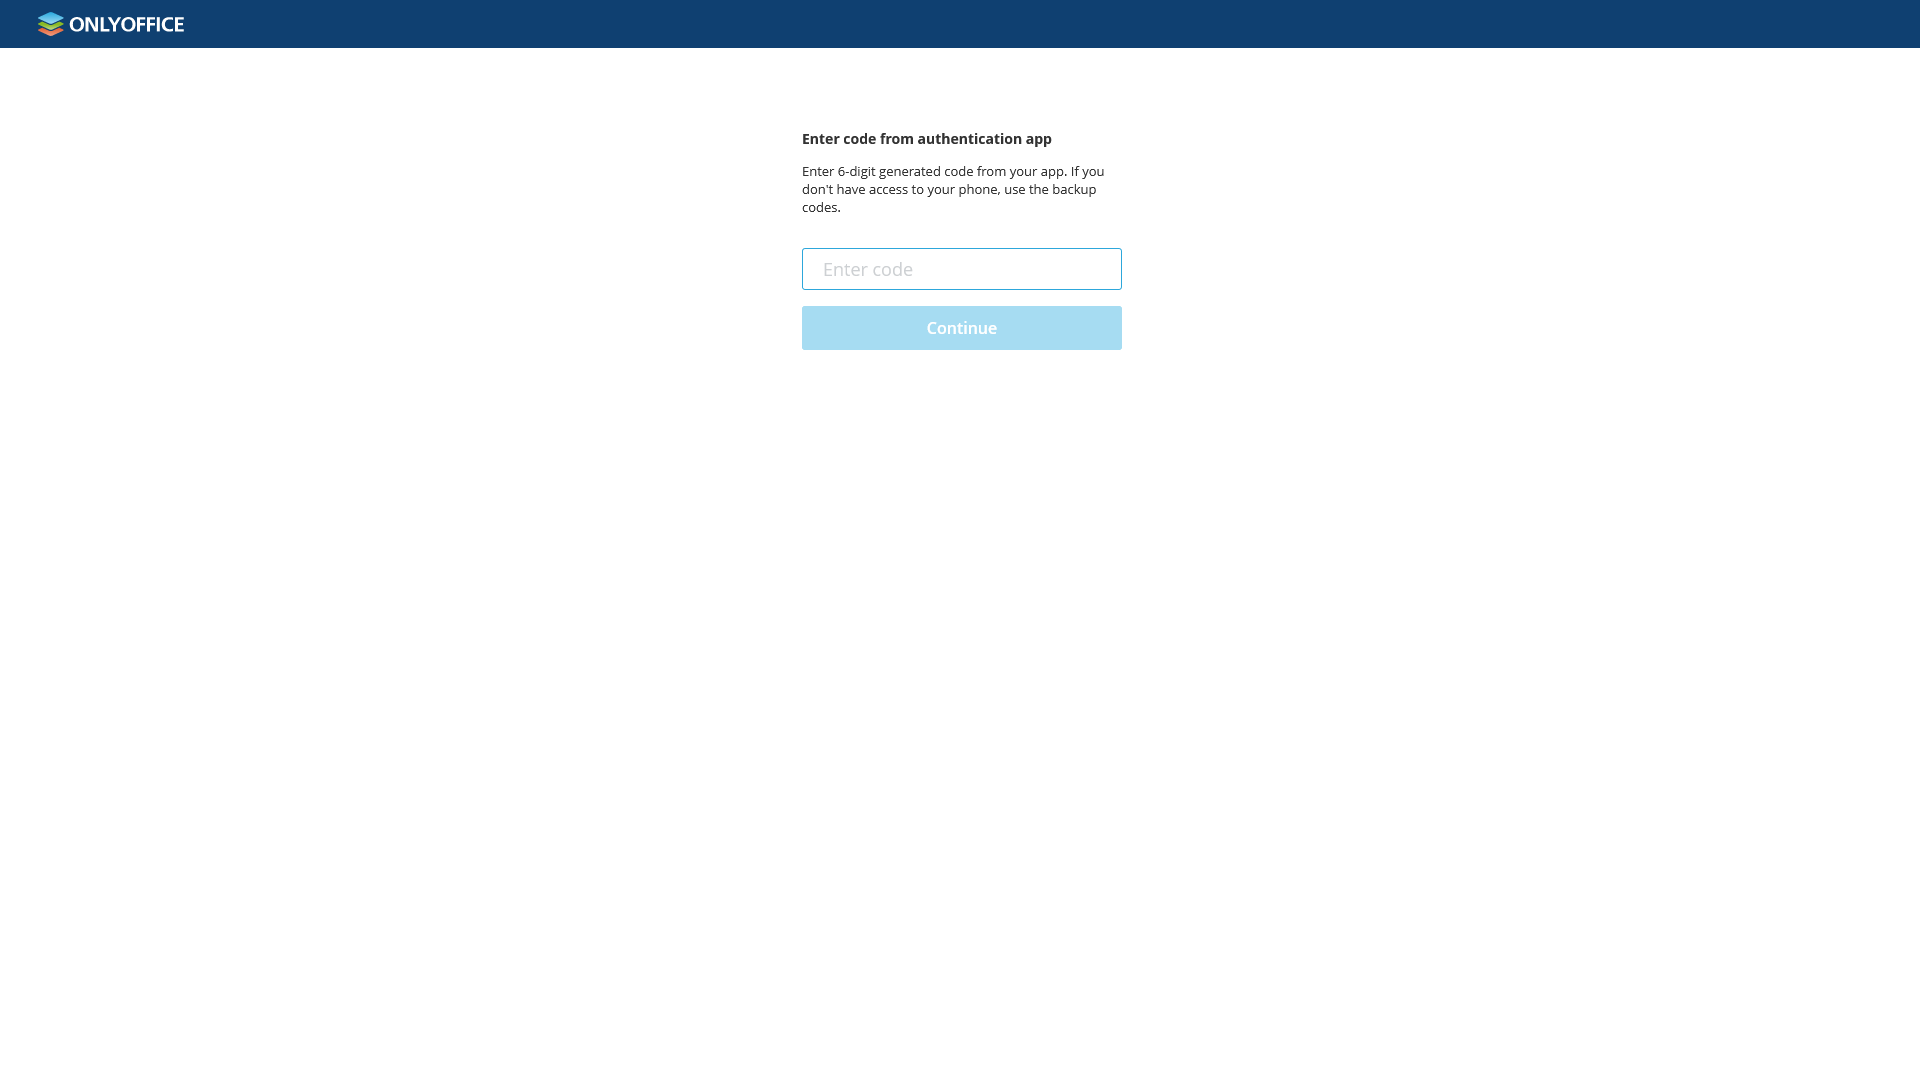 ONLYOFFICE
Enter code from authentication app
Enter 6-digit generated code from your app. If you
don't have access to your phone, use the backup
codes.
Enter code
Continue